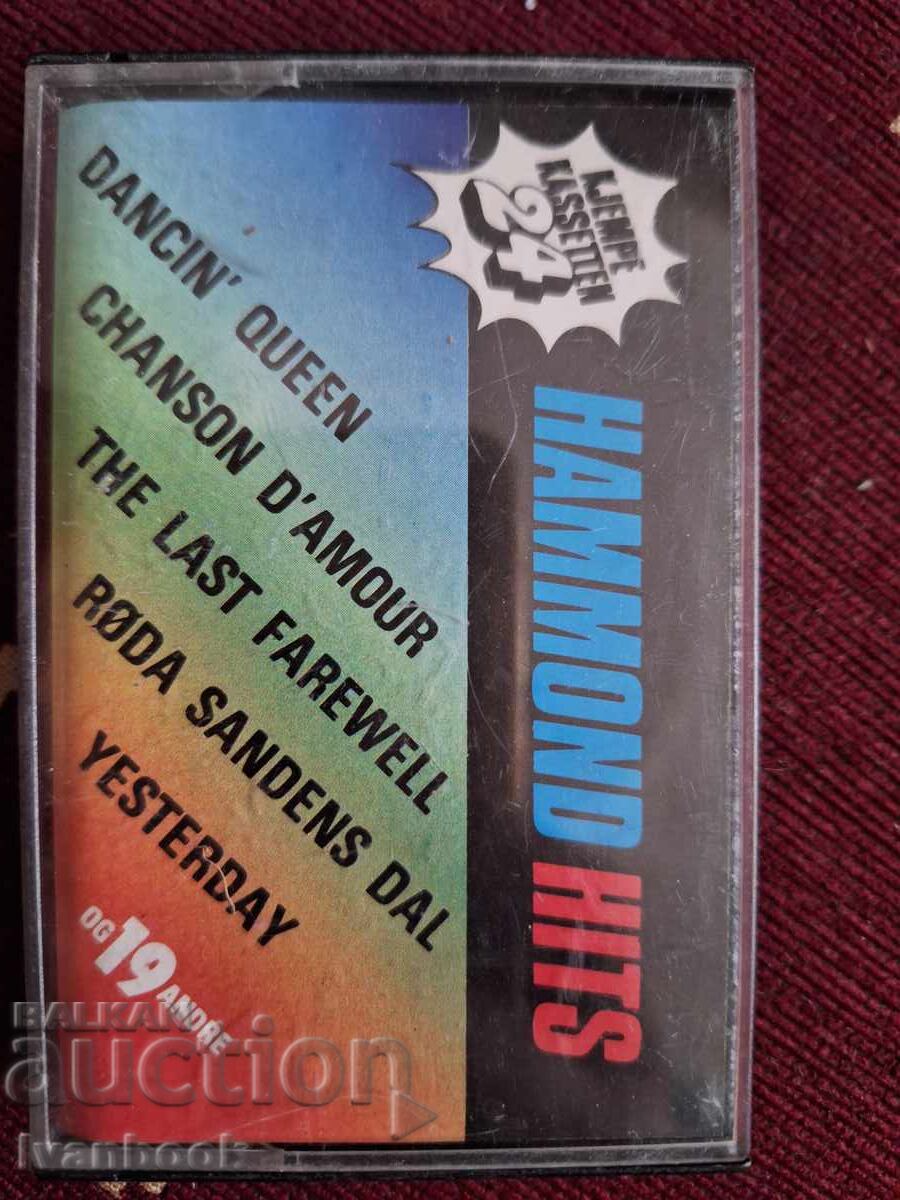 KJEMPE
KASSETTEN
24
HAMMOND HITS
DANCIN' QUEEN
CHANSON D'AMOUR
THE LAST FAREWELL
RØDA SANDENS DAL
YESTERDAY
OG 19 ANDRE
BALKAN
auction
Ivanbook